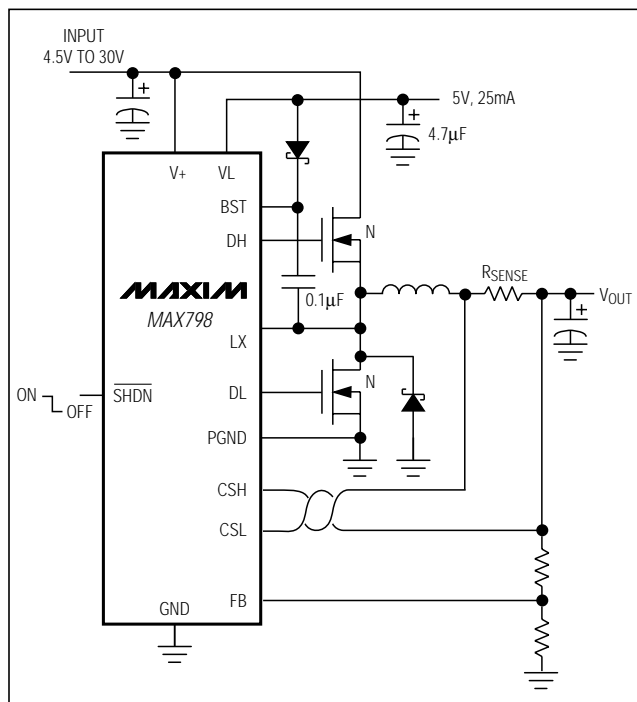 INPUT
4.5V TO 30V
+
5V, 25mA
+
4.7µF
V+
VL
BST
DH
N
RSENSE
VOUT
+
MAXIM
MAX798
0.1µF
LX
ON
OFF
SHDN
DL
N
PGND
CSH
CSL
FB
GND